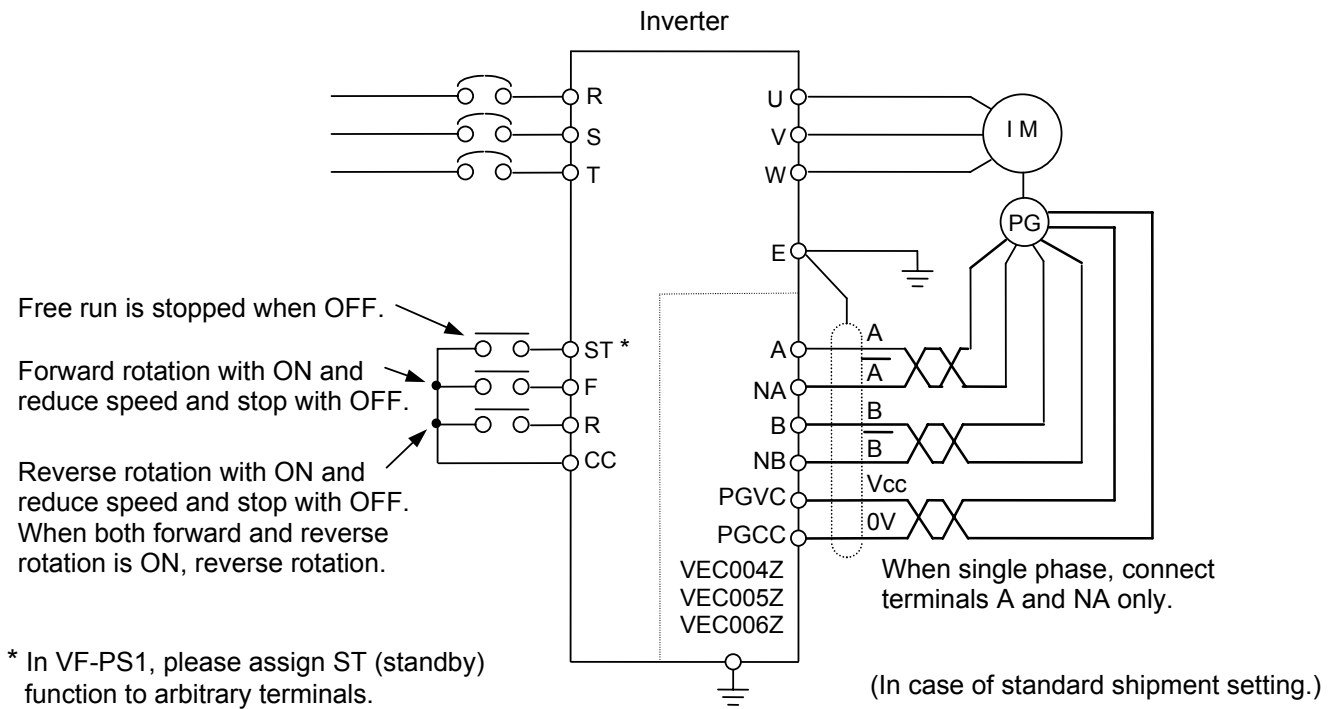 Inverter
R
S
T
U
V
W
I M
PG
E
Free run is stopped when OFF.
Forward rotation with ON and
reduce speed and stop with OFF.
Reverse rotation with ON and
reduce speed and stop with OFF.
When both forward and reverse
rotation is ON, reverse rotation.
ST *
F
R
CC
A
NA
B
NB
PGVC
PGCC
A
A̅
B
B̅
Vcc
0V
VEC004Z
VEC005Z
VEC006Z
When single phase, connect
terminals A and NA only.
* In VF-PS1, please assign ST (standby)
function to arbitrary terminals.
(In case of standard shipment setting.)